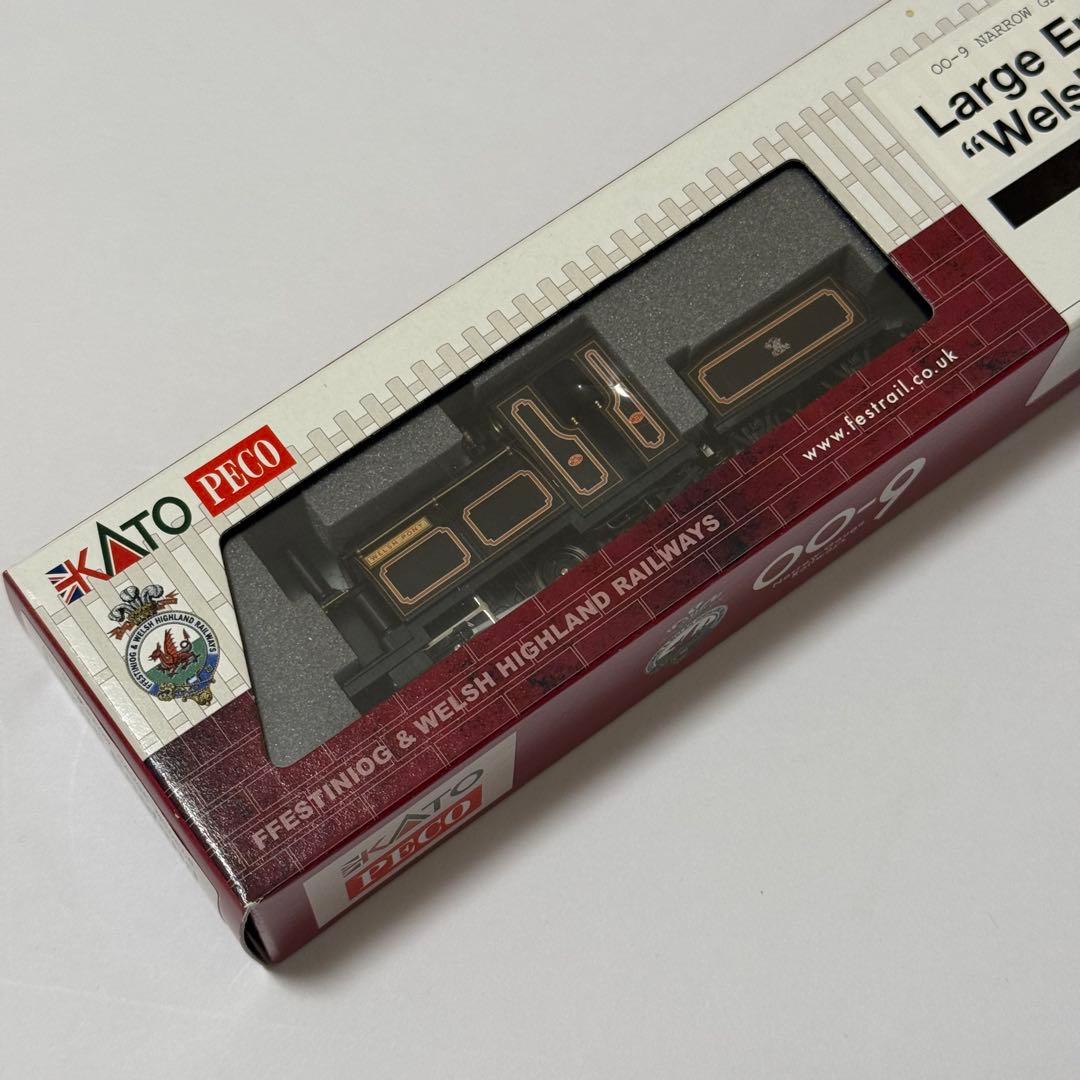 OO-9 NARROW
Large
"Wels
KATO
PECO
FFESTINIOG & WELSH HIGHLAND RAILWAYS
WELSH PONY
www.festrail.co.uk
FFESTINIOG & WELSH HIGHLAND RAILWAYS
OO-9
KATO
PECO